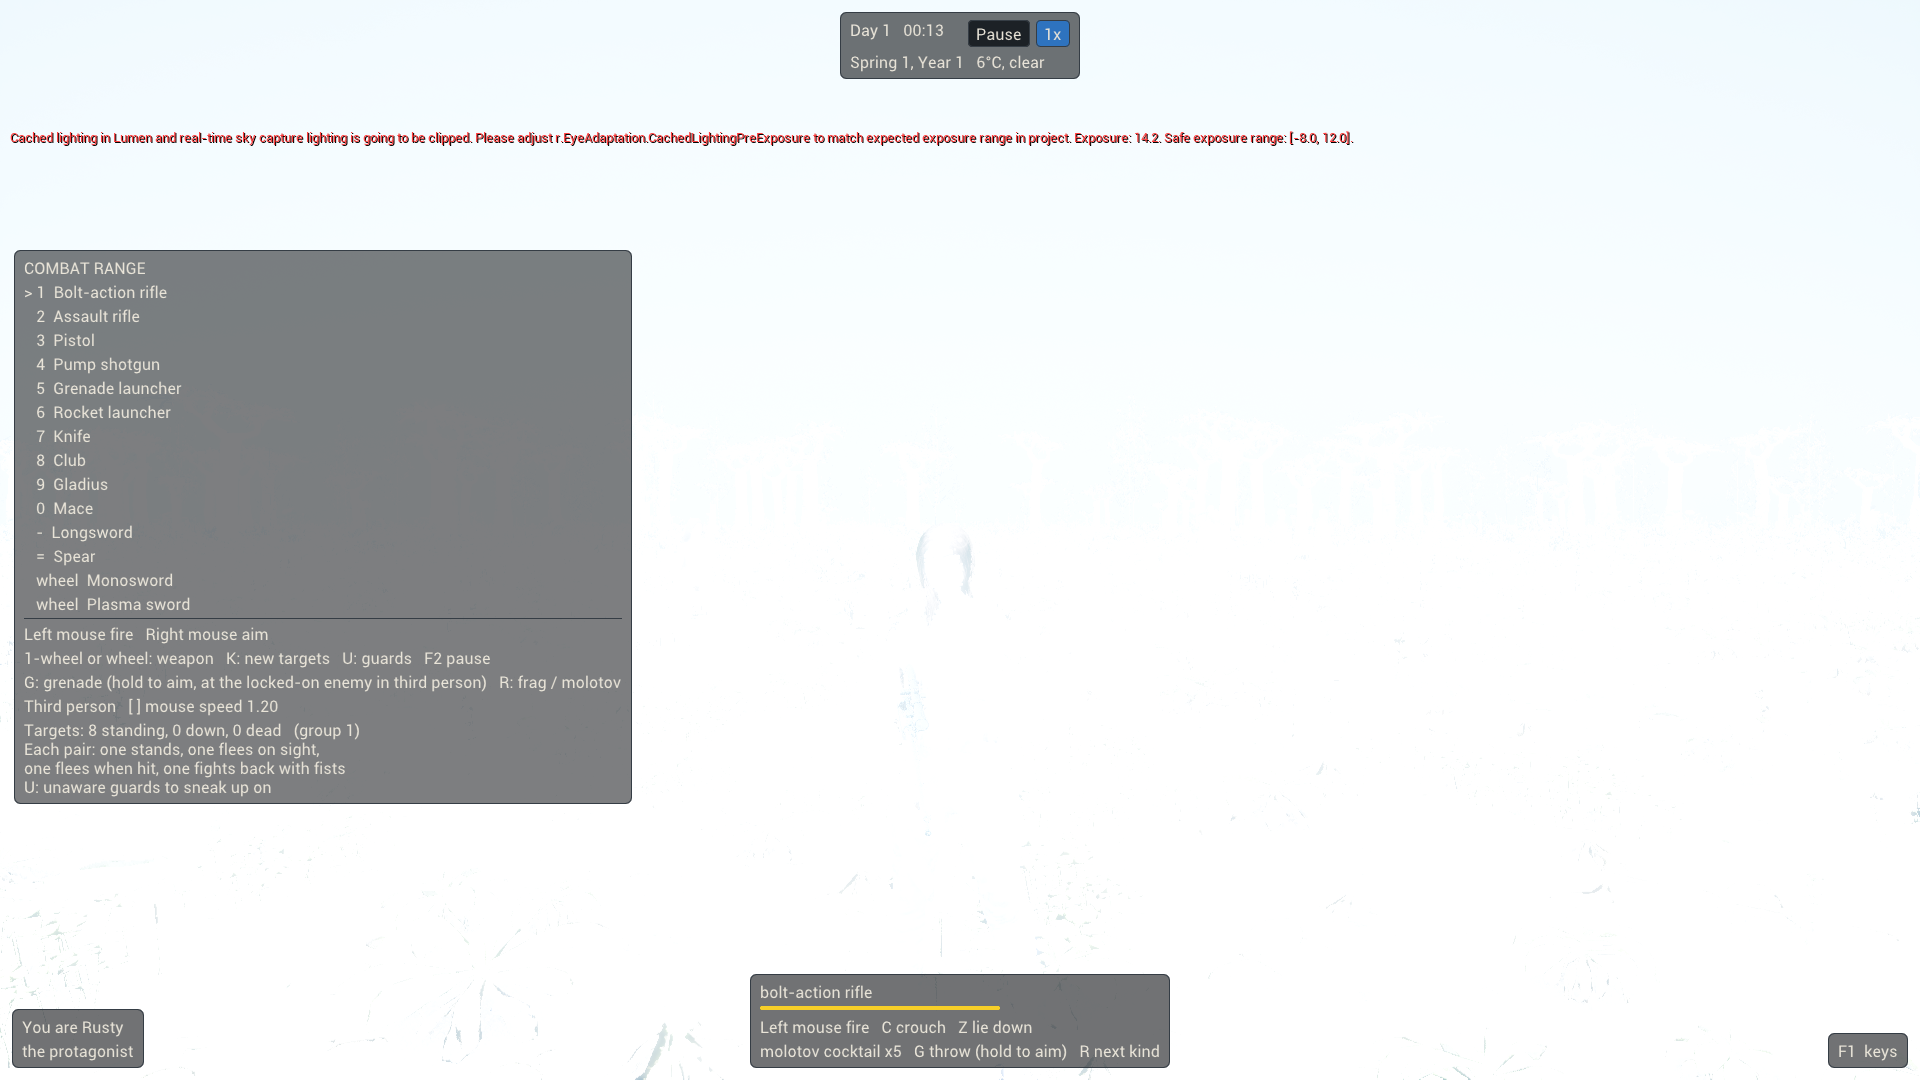 Day 1 00:13 Pause 1x
Spring 1, Year 1 6°C, clear
Cached lighting in Lumen and real-time sky capture lighting is going to be clipped. Please adjust r.EyeAdaptation.CachedLightingPreExposure to match expected exposure range in project. Exposure: 14.2. Safe exposure range: [-8.0, 12.0].
COMBAT RANGE
> 1 Bolt-action rifle
2 Assault rifle
3 Pistol
4 Pump shotgun
5 Grenade launcher
6 Rocket launcher
7 Knife
8 Club
9 Gladius
0 Mace
- Longsword
= Spear
wheel Monosword
wheel Plasma sword
Left mouse fire Right mouse aim
1-wheel or wheel: weapon K: new targets U: guards F2 pause
G: grenade (hold to aim, at the locked-on enemy in third person) R: frag / molotov
Third person [ ] mouse speed 1.20
Targets: 8 standing, 0 down, 0 dead (group 1)
Each pair: one stands, one flees on sight,
one flees when hit, one fights back with fists
U: unaware guards to sneak up on
bolt-action rifle
Left mouse fire C crouch Z lie down
molotov cocktail x5 G throw (hold to aim) R next kind
You are Rusty
the protagonist
F1 keys